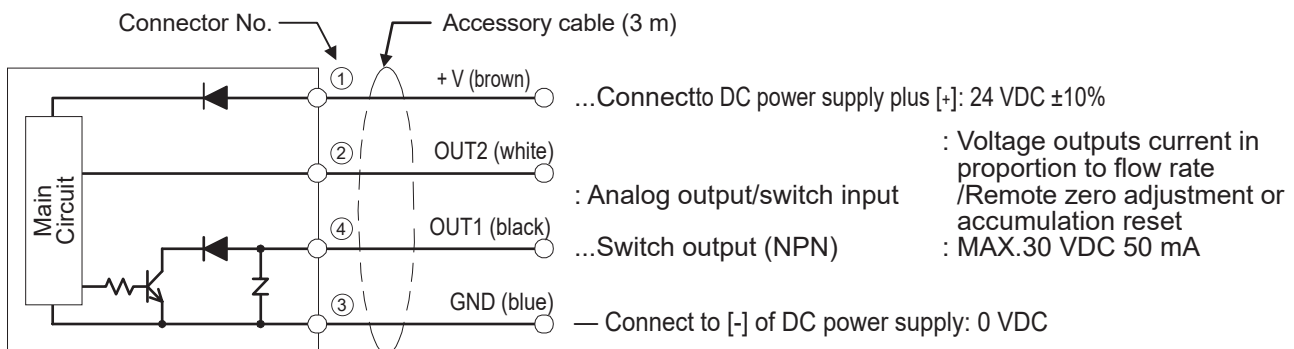 Connector No. Accessory cable (3 m)
① + V (brown) ...Connectto DC power supply plus [+]: 24 VDC ±10%
② OUT2 (white)
: Analog output/switch input
: Voltage outputs current in
proportion to flow rate
/Remote zero adjustment or
accumulation reset
Main
Circuit
④ OUT1 (black) ...Switch output (NPN) : MAX.30 VDC 50 mA
③ GND (blue) — Connect to [-] of DC power supply: 0 VDC